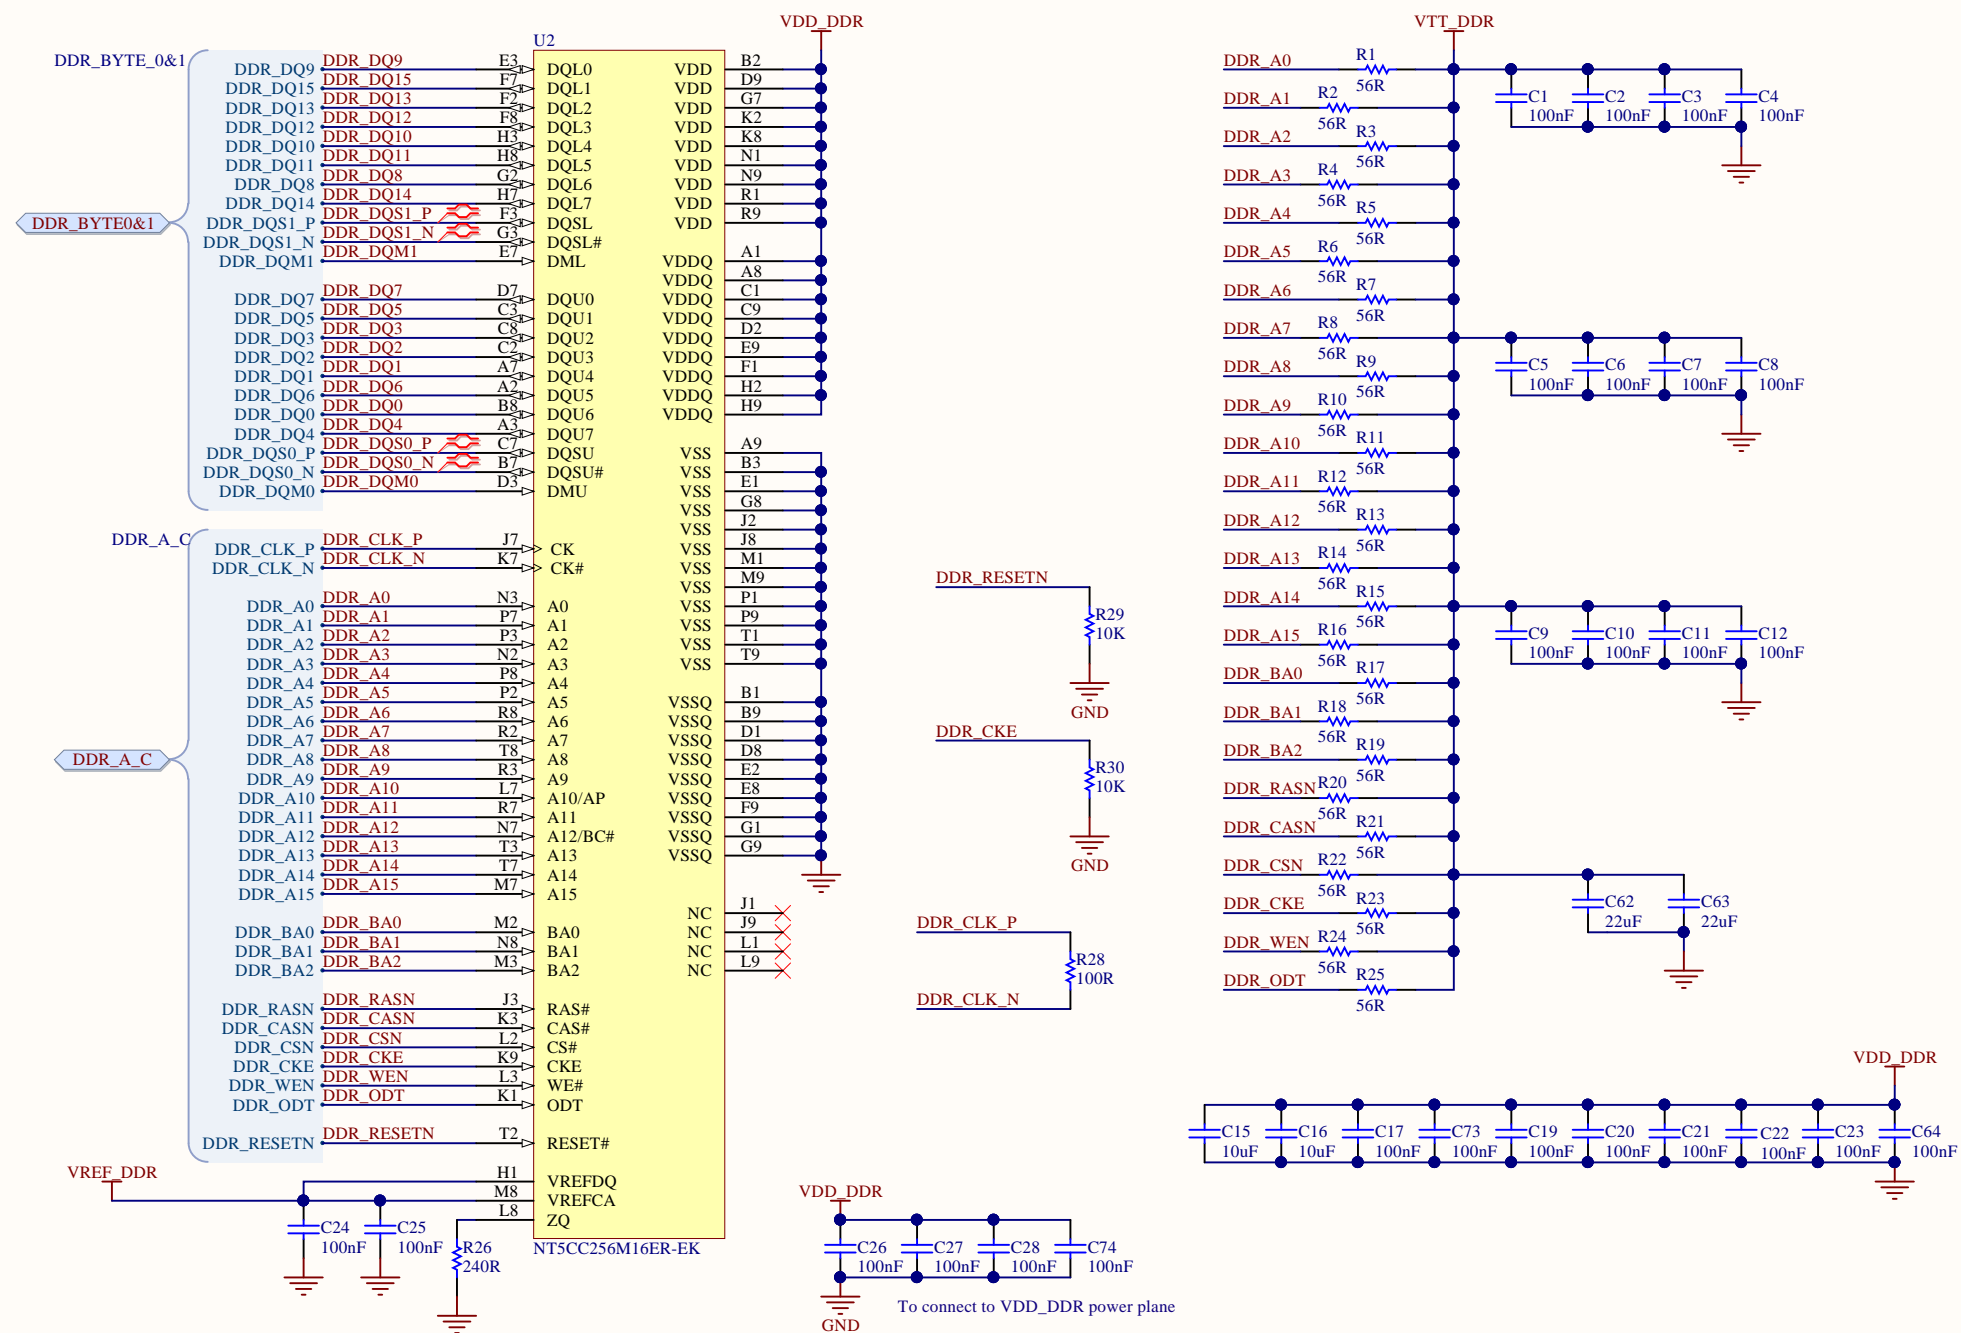 DDR_BYTE_0&1
DDR_BYTE0&1
U2
VDD_DDR
DDR_DQ9 DDR_DQ9 E3 DQL0 VDD B2
DDR_DQ15 DDR_DQ15 F7 DQL1 VDD D9
DDR_DQ13 DDR_DQ13 F2 DQL2 VDD G7
DDR_DQ12 DDR_DQ12 F8 DQL3 VDD K2
DDR_DQ10 DDR_DQ10 H3 DQL4 VDD K8
DDR_DQ11 DDR_DQ11 H8 DQL5 VDD N1
DDR_DQ8 DDR_DQ8 G2 DQL6 VDD N9
DDR_DQ14 DDR_DQ14 H7 DQL7 VDD R1
DDR_DQS1_P DDR_DQS1_P F3 DQSL VDD R9
DDR_DQS1_N DDR_DQS1_N G3 DQSL#
DDR_DQM1 DDR_DQM1 E7 DML VDDQ A1
VDDQ A8
DDR_DQ7 DDR_DQ7 D7 DQU0 VDDQ C1
DDR_DQ5 DDR_DQ5 C3 DQU1 VDDQ C9
DDR_DQ3 DDR_DQ3 C8 DQU2 VDDQ D2
DDR_DQ2 DDR_DQ2 C2 DQU3 VDDQ E9
DDR_DQ1 DDR_DQ1 A7 DQU4 VDDQ F1
DDR_DQ6 DDR_DQ6 A2 DQU5 VDDQ H2
DDR_DQ0 DDR_DQ0 B8 DQU6 VDDQ H9
DDR_DQ4 DDR_DQ4 A3 DQU7
DDR_DQS0_P DDR_DQS0_P C7 DQSU VSS A9
DDR_DQS0_N DDR_DQS0_N B7 DQSU# VSS B3
DDR_DQM0 DDR_DQM0 D3 DMU VSS E1
VSS G8
VSS J2
DDR_A_C
DDR_A_C
DDR_CLK_P DDR_CLK_P J7 CK VSS J8
DDR_CLK_N DDR_CLK_N K7 CK# VSS M1
VSS M9
DDR_A0 DDR_A0 N3 A0 VSS P1
DDR_A1 DDR_A1 P7 A1 VSS P9
DDR_A2 DDR_A2 P3 A2 VSS T1
DDR_A3 DDR_A3 N2 A3 VSS T9
DDR_A4 DDR_A4 P8 A4
DDR_A5 DDR_A5 P2 A5 VSSQ B1
DDR_A6 DDR_A6 R8 A6 VSSQ B9
DDR_A7 DDR_A7 R2 A7 VSSQ D1
DDR_A8 DDR_A8 T8 A8 VSSQ D8
DDR_A9 DDR_A9 R3 A9 VSSQ E2
DDR_A10 DDR_A10 L7 A10/AP VSSQ E8
DDR_A11 DDR_A11 R7 A11 VSSQ F9
DDR_A12 DDR_A12 N7 A12/BC# VSSQ G1
DDR_A13 DDR_A13 T3 A13 VSSQ G9
DDR_A14 DDR_A14 T7 A14
DDR_A15 DDR_A15 M7 A15
NC J1
DDR_BA0 DDR_BA0 M2 BA0 NC J9
DDR_BA1 DDR_BA1 N8 BA1 NC L1
DDR_BA2 DDR_BA2 M3 BA2 NC L9
DDR_RASN DDR_RASN J3 RAS#
DDR_CASN DDR_CASN K3 CAS#
DDR_CSN DDR_CSN L2 CS#
DDR_CKE DDR_CKE K9 CKE
DDR_WEN DDR_WEN L3 WE#
DDR_ODT DDR_ODT K1 ODT
DDR_RESETN DDR_RESETN T2 RESET#
VREF_DDR
H1 VREFDQ
M8 VREFCA
L8 ZQ
C24
100nF
C25
100nF
R26
240R
NT5CC256M16ER-EK
DDR_RESETN
R29
10K
GND
DDR_CKE
R30
10K
GND
DDR_CLK_P
R28
100R
DDR_CLK_N
VDD_DDR
C26
100nF
C27
100nF
C28
100nF
C74
100nF
GND
To connect to VDD_DDR power plane
VTT_DDR
DDR_A0 R1 56R
DDR_A1 R2 56R
DDR_A2 R3 56R
DDR_A3 R4 56R
DDR_A4 R5 56R
DDR_A5 R6 56R
DDR_A6 R7 56R
DDR_A7 R8 56R
DDR_A8 R9 56R
DDR_A9 R10 56R
DDR_A10 R11 56R
DDR_A11 R12 56R
DDR_A12 R13 56R
DDR_A13 R14 56R
DDR_A14 R15 56R
DDR_A15 R16 56R
DDR_BA0 R17 56R
DDR_BA1 R18 56R
DDR_BA2 R19 56R
DDR_RASN R20 56R
DDR_CASN R21 56R
DDR_CSN R22 56R
DDR_CKE R23 56R
DDR_WEN R24 56R
DDR_ODT R25 56R
C1 C2 C3 C4
100nF 100nF 100nF 100nF
C5 C6 C7 C8
100nF 100nF 100nF 100nF
C9 C10 C11 C12
100nF 100nF 100nF 100nF
C62 C63
22uF 22uF
VDD_DDR
C15 C16 C17 C73 C19 C20 C21 C22 C23 C64
10uF 10uF 100nF 100nF 100nF 100nF 100nF 100nF 100nF 100nF